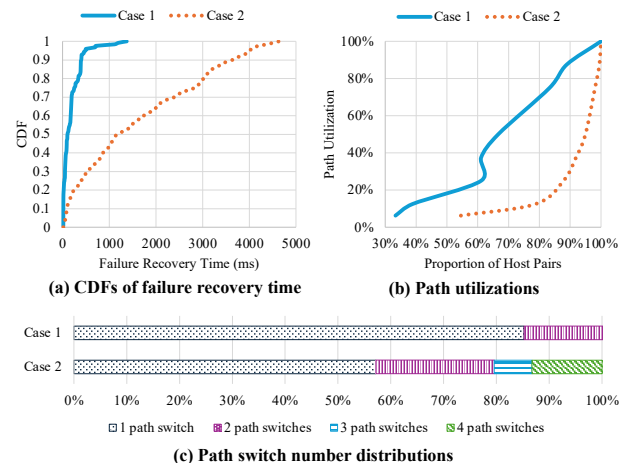 Case 1 Case 2
1
0.9
0.8
0.7
0.6
0.5
0.4
0.3
0.2
0.1
0
CDF
0 1000 2000 3000 4000 5000
Failure Recovery Time (ms)
(a) CDFs of failure recovery time
Case 1 Case 2
100%
80%
60%
40%
20%
0%
Path Utilization
30% 40% 50% 60% 70% 80% 90% 100%
Proportion of Host Pairs
(b) Path utilizations
Case 1
Case 2
0% 10% 20% 30% 40% 50% 60% 70% 80% 90% 100%
1 path switch 2 path switches 3 path switches 4 path switches
(c) Path switch number distributions